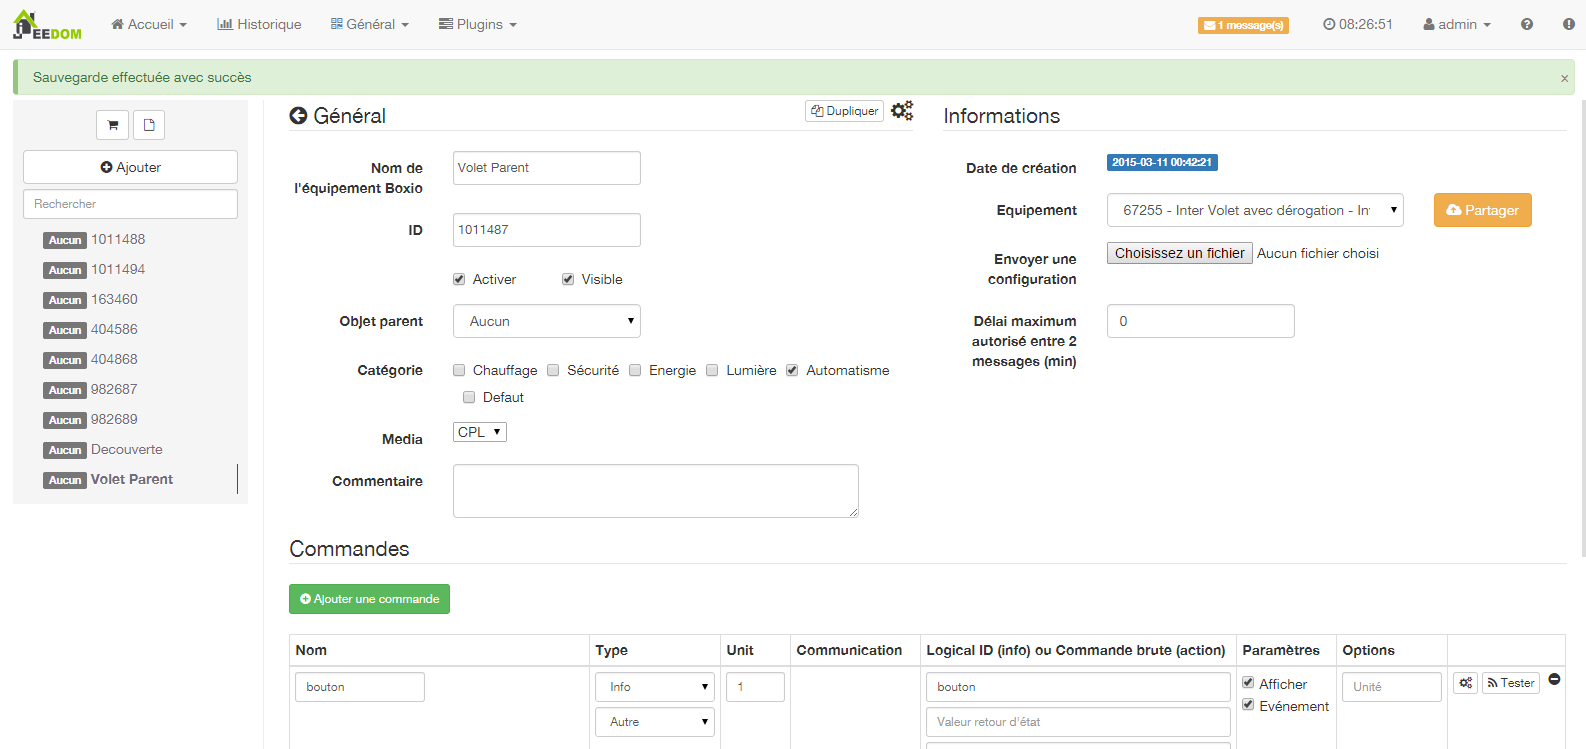 JEEDOM
Accueil
Historique
Général
Plugins
1 message(s)
08:26:51
admin
Sauvegarde effectuée avec succès
×
Ajouter
Rechercher
Aucun 1011488
Aucun 1011494
Aucun 163460
Aucun 404586
Aucun 404868
Aucun 982687
Aucun 982689
Aucun Decouverte
Aucun Volet Parent
Général
Dupliquer
Nom de
l'équipement Boxio
Volet Parent
ID
1011487
Activer
Visible
Objet parent
Aucun
Catégorie
Chauffage
Sécurité
Energie
Lumière
Automatisme
Defaut
Media
CPL
Commentaire
Informations
Date de création
2015-03-11 00:42:21
Equipement
67255 - Inter Volet avec dérogation - In
Partager
Envoyer une
configuration
Choisissez un fichier Aucun fichier choisi
Délai maximum
autorisé entre 2
messages (min)
0
Commandes
Ajouter une commande
Nom
Type
Unit
Communication
Logical ID (info) ou Commande brute (action)
Paramètres
Options
bouton
Info
1
bouton
Afficher
Unité
Tester
Autre
Valeur retour d'état
Evénement